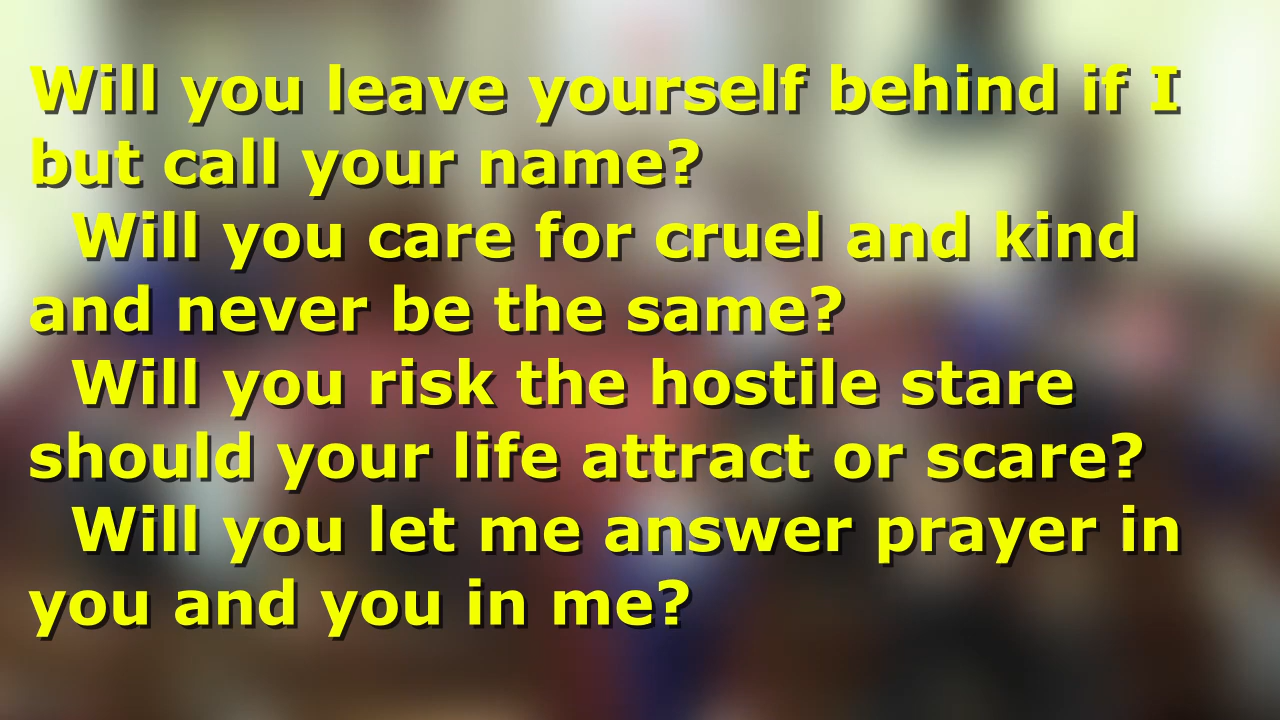 Will you leave yourself behind if I
but call your name?
Will you care for cruel and kind
and never be the same?
Will you risk the hostile stare
should your life attract or scare?
Will you let me answer prayer in
you and you in me?